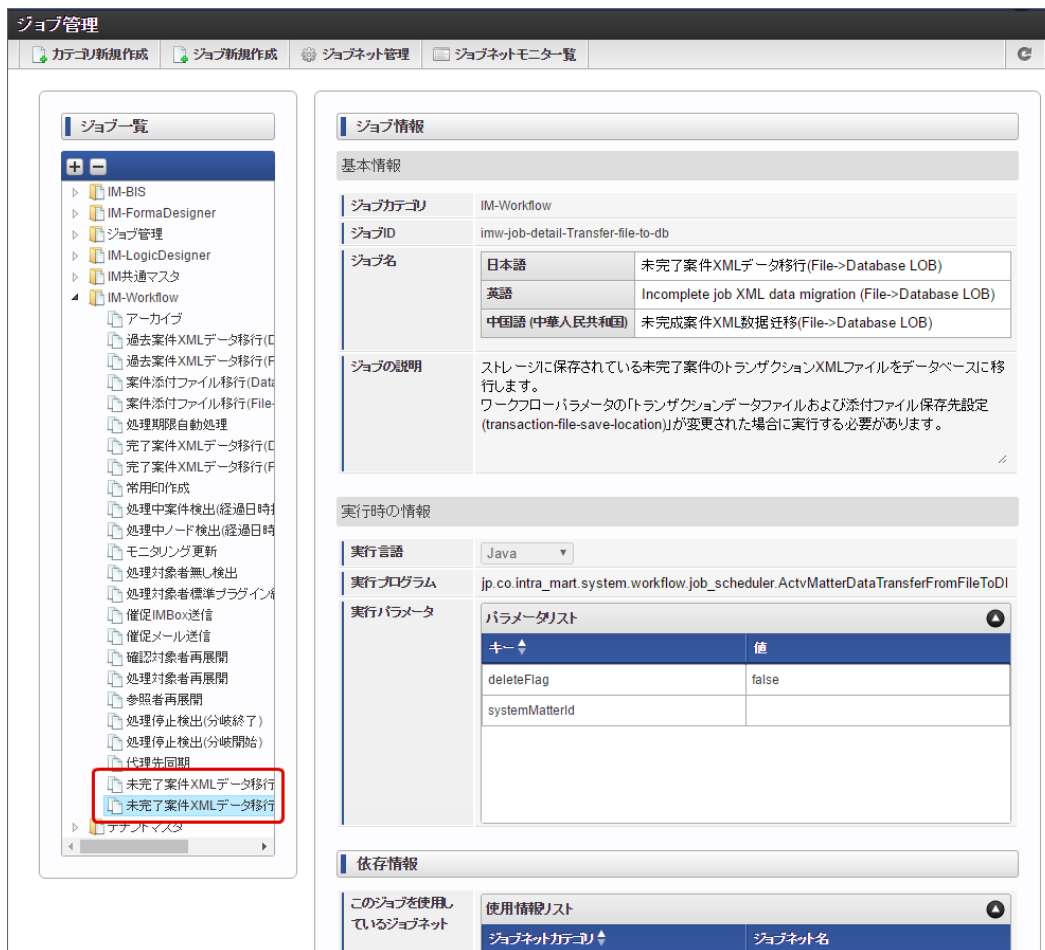 ジョブ管理
カテゴリ新規作成 ジョブ新規作成 ジョブネット管理 ジョブネットモニター覧
ジョブ一覧
IM-BIS
IM-FormaDesigner
ジョブ管理
IM-LogicDesigner
IM共通マスタ
IM-Workflow
アーカイブ
過去案件XMLデータ移行(D
過去案件XMLデータ移行(F
案件添付ファイル移行(Data
案件添付ファイル移行(File-
処理期限自動処理
完了案件XMLデータ移行(D
完了案件XMLデータ移行(F
常用印作成
処理中案件検出(経過日時
処理中ノード検出(経過日時
モニタリング更新
処理対象者無し検出
処理対象者標準プラグイン
催促IMBox送信
催促メール送信
確認対象者再展開
処理対象者再展開
参照者再展開
処理停止検出(分岐終了)
処理停止検出(分岐開始)
代理先同期
未完了案件XMLデータ移行
未完了案件XMLデータ移行
テナントマスタ
ジョブ情報
基本情報
ジョブカテゴリ IM-Workflow
ジョブID imw-job-detail-Transfer-file-to-db
ジョブ名 日本語 未完了案件XMLデータ移行(File->Database LOB)
英語 Incomplete job XML data migration (File->Database LOB)
中国語 (中華人民共和国) 未完成案件XML数据迁移(File->Database LOB)
ジョブの説明 ストレージに保存されている未完了案件のトランザクションXMLファイルをデータベースに移
行します。
ワークフローパラメータの「トランザクションデータファイルおよび添付ファイル保存先設定
(transaction-file-save-location)」が変更された場合に実行する必要があります。
実行時の情報
実行言語 Java
実行プログラム jp.co.intra_mart.system.workflow.job_scheduler.ActvMatterDataTransferFromFileToDl
実行パラメータ パラメータリスト
キー 値
deleteFlag false
systemMatterId
依存情報
このジョブを使用し
ているジョブネット
使用情報リスト
ジョブネットカテゴリ ジョブネット名